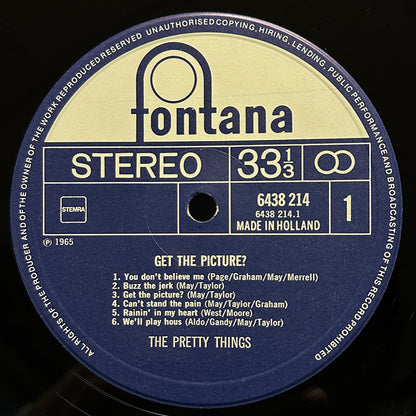 ALL RIGHTS OF THE PRODUCER AND OF THE OWNER OF THE WORK REPRODUCED RESERVED UNAUTHORISED COPYING, HIRING, LENDING, PUBLIC PERFORMANCE AND BROADCASTING OF THIS RECORD PROHIBITED
fontana
STEREO 33 1/3
STEMRA
6438 214
6438 214.1
MADE IN HOLLAND
1
℗ 1965
GET THE PICTURE?
1. You don't believe me (Page/Graham/May/Merrell)
2. Buzz the jerk (May/Taylor)
3. Get the picture? (May/Taylor)
4. Can't stand the pain (May/Taylor/Graham)
5. Rainin' in my heart (West/Moore)
6. We'll play hous (Aldo/Gandy/May/Taylor)
THE PRETTY THINGS